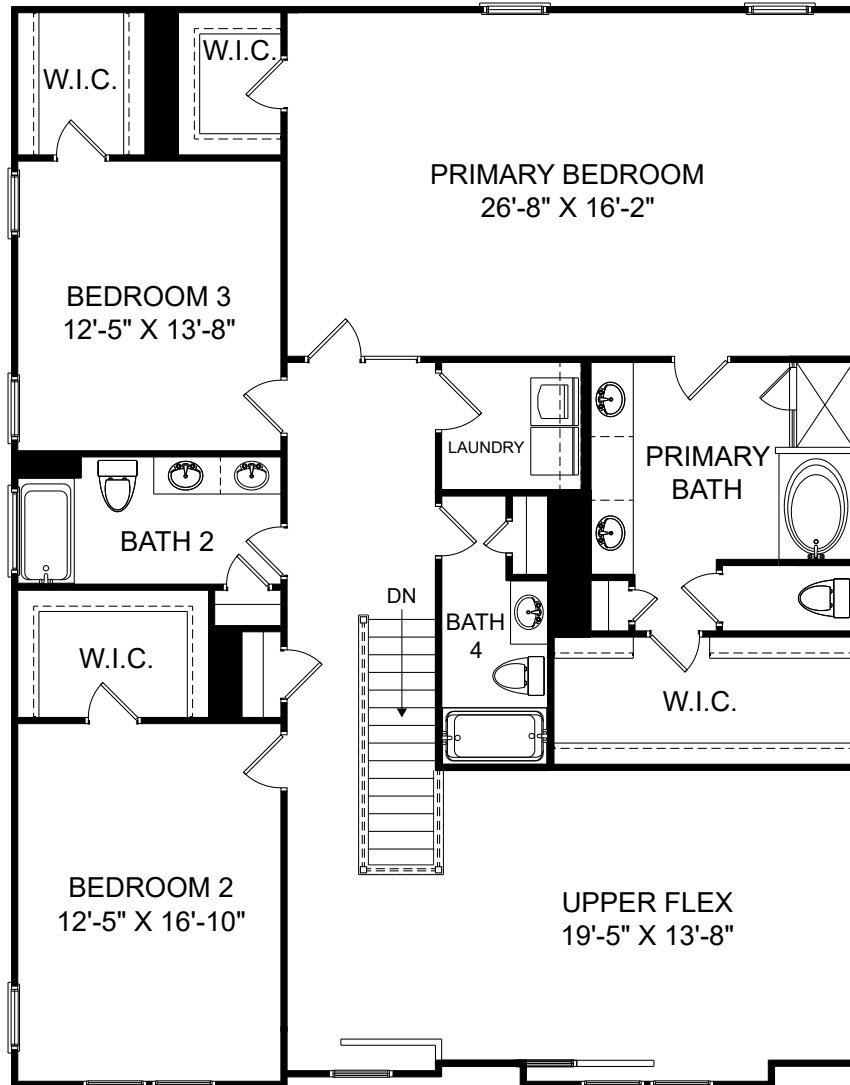 W.I.C.
W.I.C.
PRIMARY BEDROOM
26'-8" X 16'-2"
BEDROOM 3
12'-5" X 13'-8"
LAUNDRY
PRIMARY
BATH
BATH 2
DN
BATH
4
W.I.C.
W.I.C.
BEDROOM 2
12'-5" X 16'-10"
UPPER FLEX
19'-5" X 13'-8"